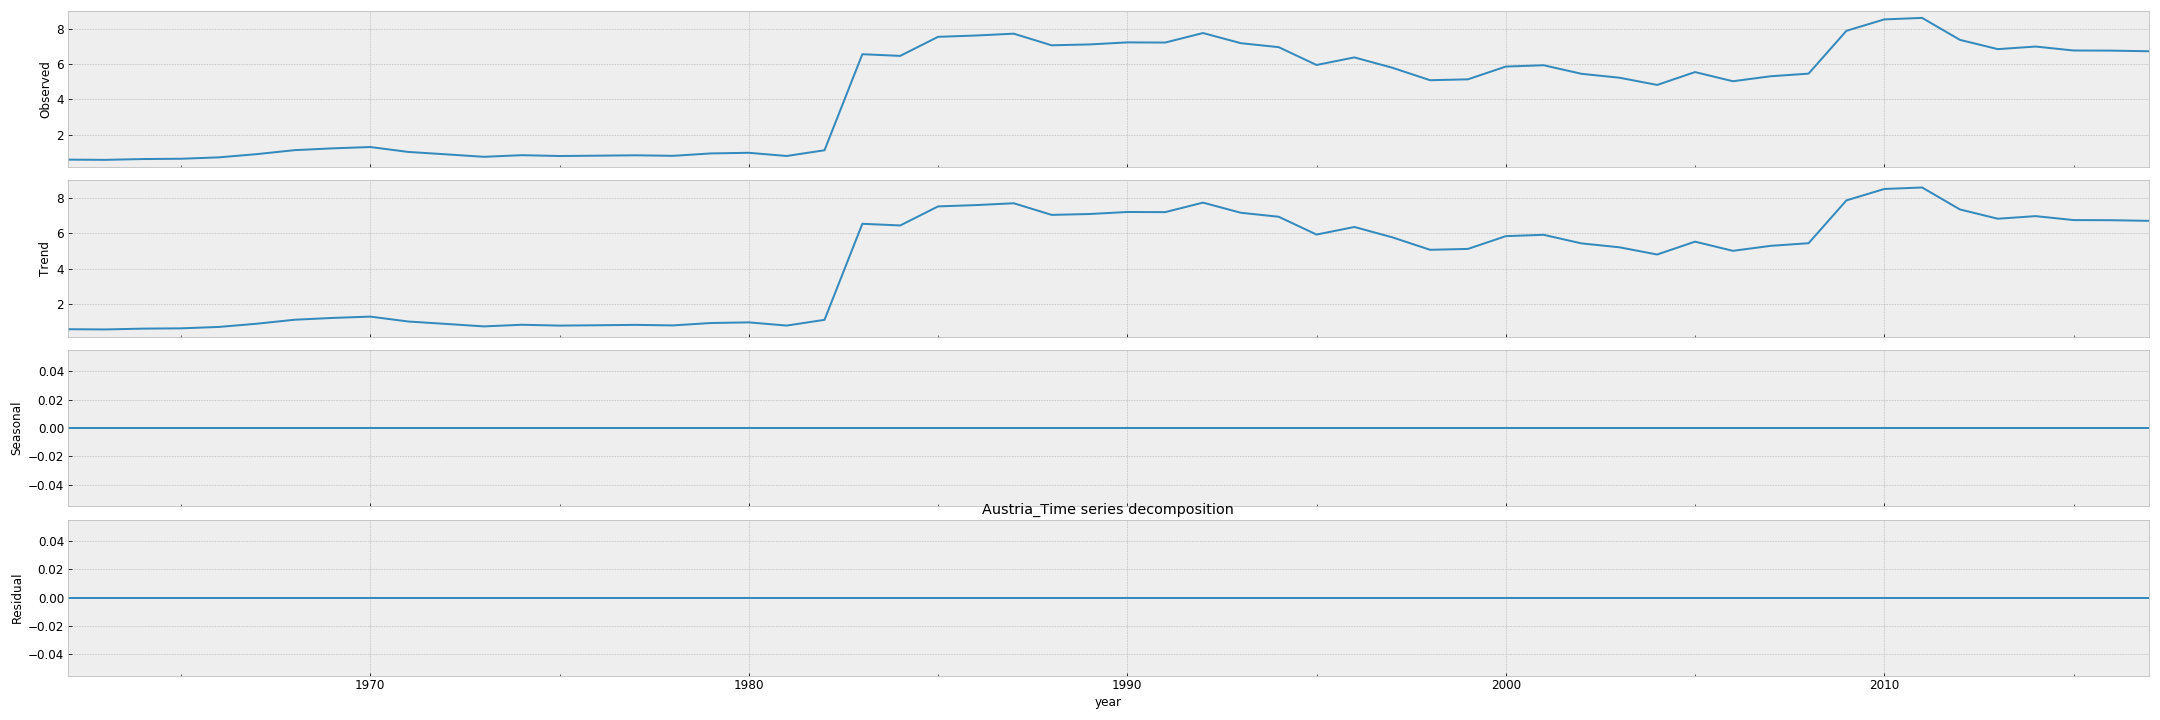 Observed
8
6
4
2
Trend
8
6
4
2
Seasonal
0.04
0.02
0.00
−0.02
−0.04
Austria_Time series decomposition
Residual
0.04
0.02
0.00
−0.02
−0.04
1970 1980 1990 2000 2010
year